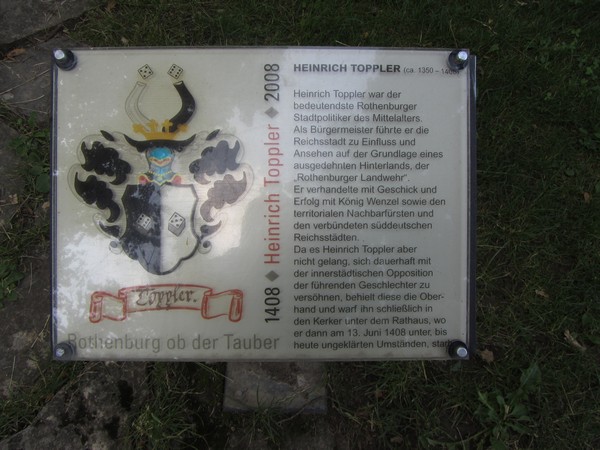 HEINRICH TOPPLER (ca. 1350 – 1408)
Heinrich Toppler war der
bedeutendste Rothenburger
Stadtpolitiker des Mittelalters.
Als Bürgermeister führte er die
Reichsstadt zu Einfluss und
Ansehen auf der Grundlage eines
ausgedehnten Hinterlands, der
„Rothenburger Landwehr".
Er verhandelte mit Geschick und
Erfolg mit König Wenzel sowie den
territorialen Nachbarfürsten und
den verbündeten süddeutschen
Reichsstädten.
Da es Heinrich Toppler aber
nicht gelang, sich dauerhaft mit
der innerstädtischen Opposition
der führenden Geschlechter zu
versöhnen, behielt diese die Ober-
hand und warf ihn schließlich in
den Kerker unter dem Rathaus, wo
er dann am 13. Juni 1408 unter, bis
heute ungeklärten Umständen, starb
1408 ◆ Heinrich Toppler ◆ 2008
Toppler.
Rothenburg ob der Tauber